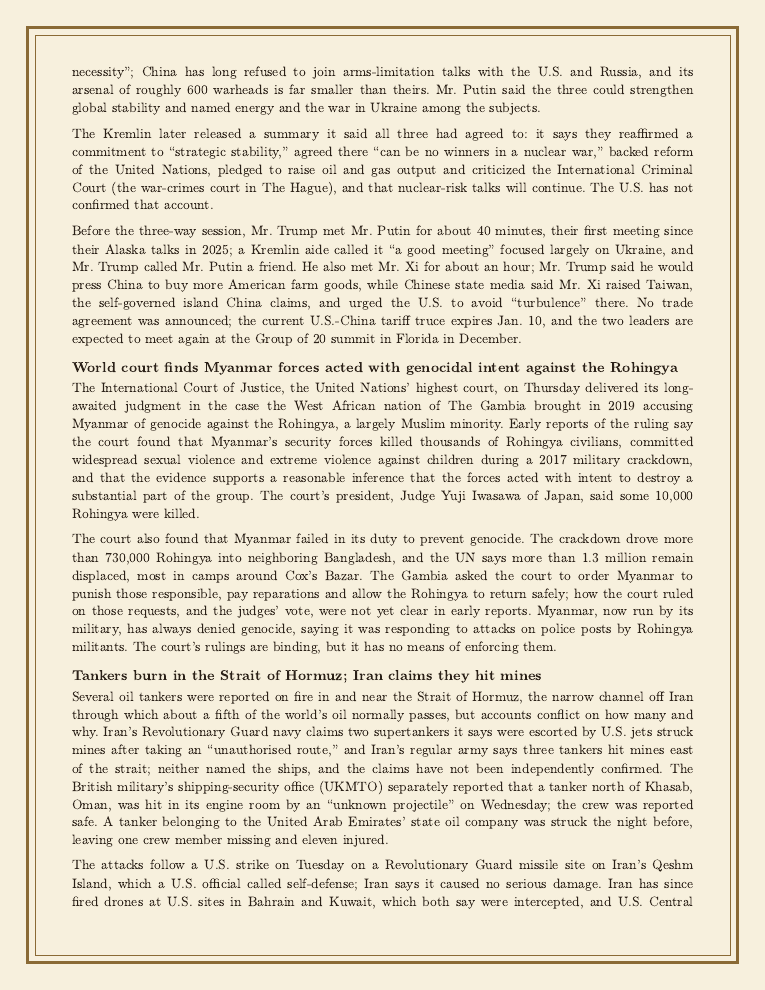 necessity”; China has long refused to join arms-limitation talks with the U.S. and Russia, and its
arsenal of roughly 600 warheads is far smaller than theirs. Mr. Putin said the three could strengthen
global stability and named energy and the war in Ukraine among the subjects.
The Kremlin later released a summary it said all three had agreed to: it says they reaffirmed a
commitment to “strategic stability,” agreed there “can be no winners in a nuclear war,” backed reform
of the United Nations, pledged to raise oil and gas output and criticized the International Criminal
Court (the war-crimes court in The Hague), and that nuclear-risk talks will continue. The U.S. has not
confirmed that account.
Before the three-way session, Mr. Trump met Mr. Putin for about 40 minutes, their first meeting since
their Alaska talks in 2025; a Kremlin aide called it “a good meeting” focused largely on Ukraine, and
Mr. Trump called Mr. Putin a friend. He also met Mr. Xi for about an hour; Mr. Trump said he would
press China to buy more American farm goods, while Chinese state media said Mr. Xi raised Taiwan,
the self-governed island China claims, and urged the U.S. to avoid “turbulence” there. No trade
agreement was announced; the current U.S.-China tariff truce expires Jan. 10, and the two leaders are
expected to meet again at the Group of 20 summit in Florida in December.
World court finds Myanmar forces acted with genocidal intent against the Rohingya
The International Court of Justice, the United Nations’ highest court, on Thursday delivered its long-
awaited judgment in the case the West African nation of The Gambia brought in 2019 accusing
Myanmar of genocide against the Rohingya, a largely Muslim minority. Early reports of the ruling say
the court found that Myanmar’s security forces killed thousands of Rohingya civilians, committed
widespread sexual violence and extreme violence against children during a 2017 military crackdown,
and that the evidence supports a reasonable inference that the forces acted with intent to destroy a
substantial part of the group. The court’s president, Judge Yuji Iwasawa of Japan, said some 10,000
Rohingya were killed.
The court also found that Myanmar failed in its duty to prevent genocide. The crackdown drove more
than 730,000 Rohingya into neighboring Bangladesh, and the UN says more than 1.3 million remain
displaced, most in camps around Cox’s Bazar. The Gambia asked the court to order Myanmar to
punish those responsible, pay reparations and allow the Rohingya to return safely; how the court ruled
on those requests, and the judges’ vote, were not yet clear in early reports. Myanmar, now run by its
military, has always denied genocide, saying it was responding to attacks on police posts by Rohingya
militants. The court’s rulings are binding, but it has no means of enforcing them.
Tankers burn in the Strait of Hormuz; Iran claims they hit mines
Several oil tankers were reported on fire in and near the Strait of Hormuz, the narrow channel off Iran
through which about a fifth of the world’s oil normally passes, but accounts conflict on how many and
why. Iran’s Revolutionary Guard navy claims two supertankers it says were escorted by U.S. jets struck
mines after taking an “unauthorised route,” and Iran’s regular army says three tankers hit mines east
of the strait; neither named the ships, and the claims have not been independently confirmed. The
British military’s shipping-security office (UKMTO) separately reported that a tanker north of Khasab,
Oman, was hit in its engine room by an “unknown projectile” on Wednesday; the crew was reported
safe. A tanker belonging to the United Arab Emirates’ state oil company was struck the night before,
leaving one crew member missing and eleven injured.
The attacks follow a U.S. strike on Tuesday on a Revolutionary Guard missile site on Iran’s Qeshm
Island, which a U.S. official called self-defense; Iran says it caused no serious damage. Iran has since
fired drones at U.S. sites in Bahrain and Kuwait, which both say were intercepted, and U.S. Central